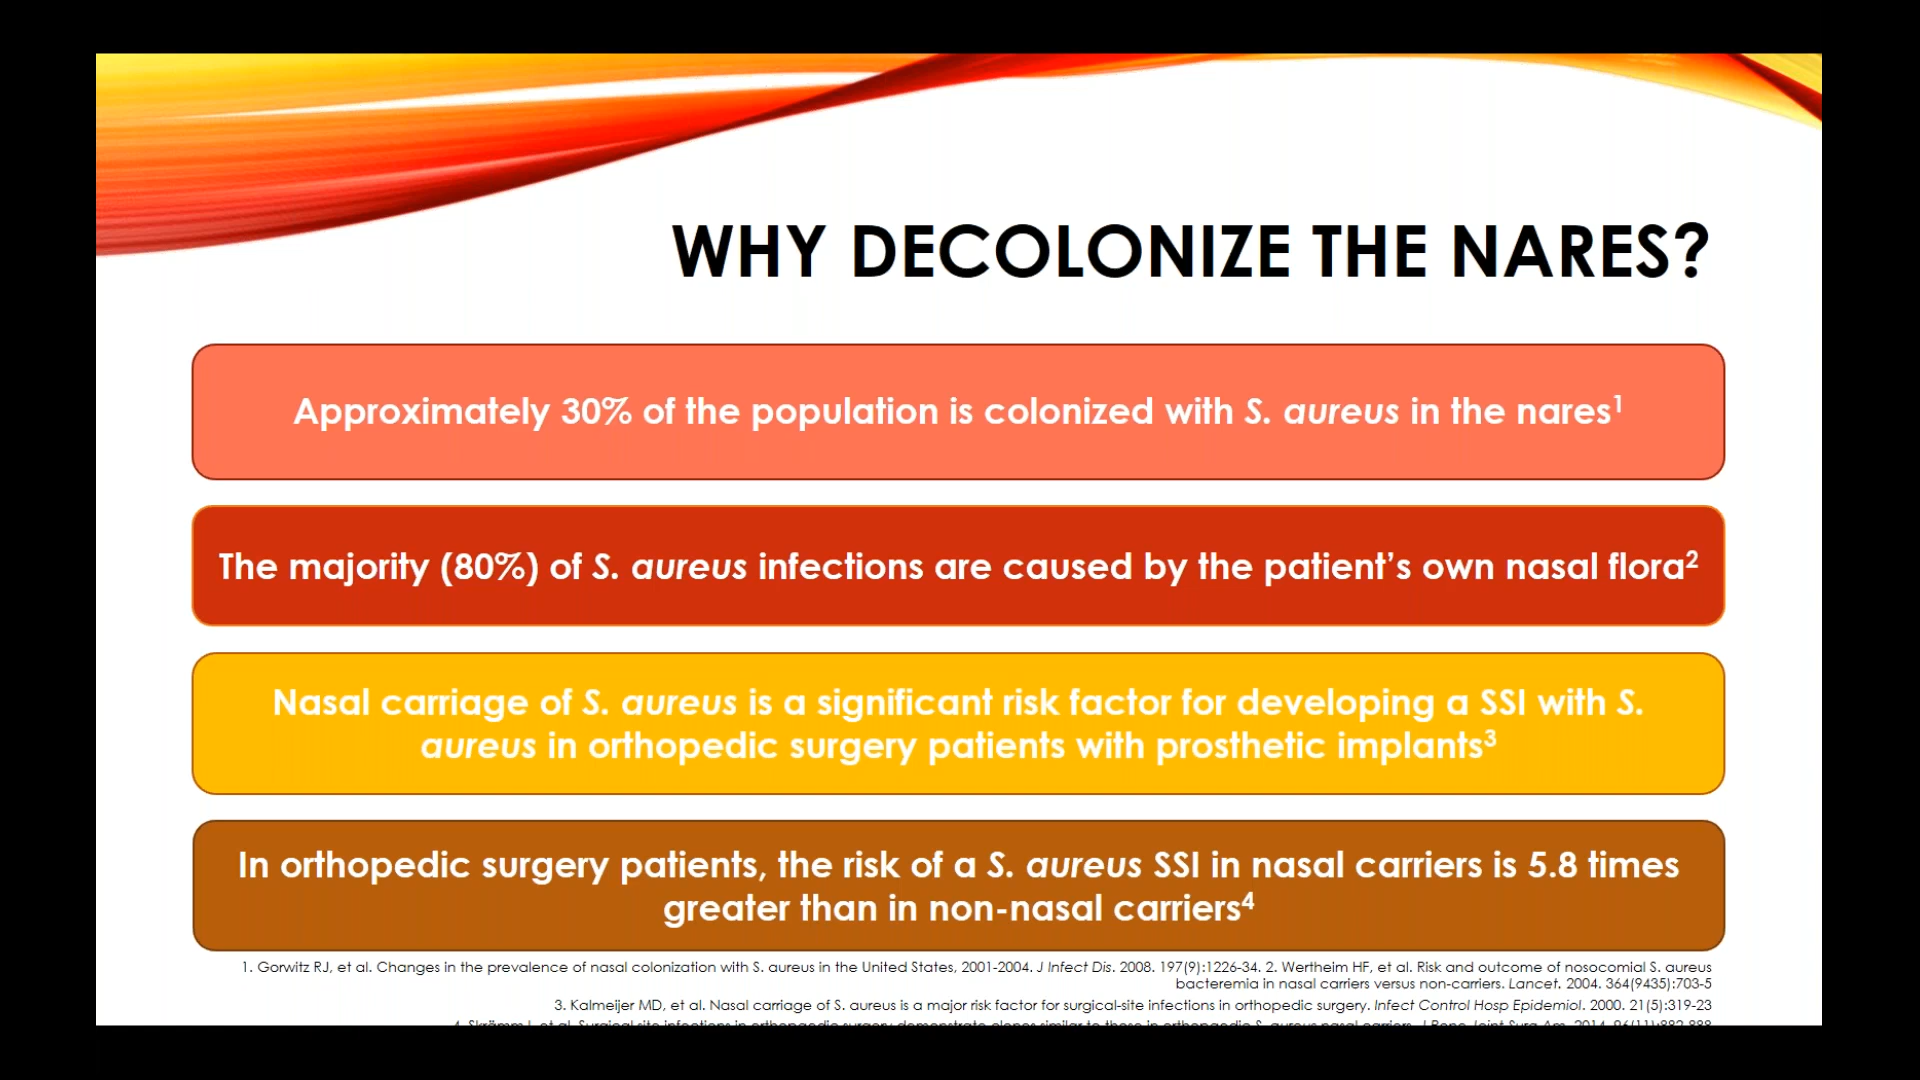 WHY DECOLONIZE THE NARES?
Approximately 30% of the population is colonized with S. aureus in the nares¹
The majority (80%) of S. aureus infections are caused by the patient’s own nasal flora²
Nasal carriage of S. aureus is a significant risk factor for developing a SSI with S.
aureus in orthopedic surgery patients with prosthetic implants³
In orthopedic surgery patients, the risk of a S. aureus SSI in nasal carriers is 5.8 times
greater than in non-nasal carriers⁴
1. Gorwitz RJ, et al. Changes in the prevalence of nasal colonization with S. aureus in the United States, 2001-2004. J Infect Dis. 2008. 197(9):1226-34. 2. Wertheim HF, et al. Risk and outcome of nosocomial S. aureus
bacteremia in nasal carriers versus non-carriers. Lancet. 2004. 364(9435):703-5
3. Kalmeijer MD, et al. Nasal carriage of S. aureus is a major risk factor for surgical-site infections in orthopedic surgery. Infect Control Hosp Epidemiol. 2000. 21(5):319-23